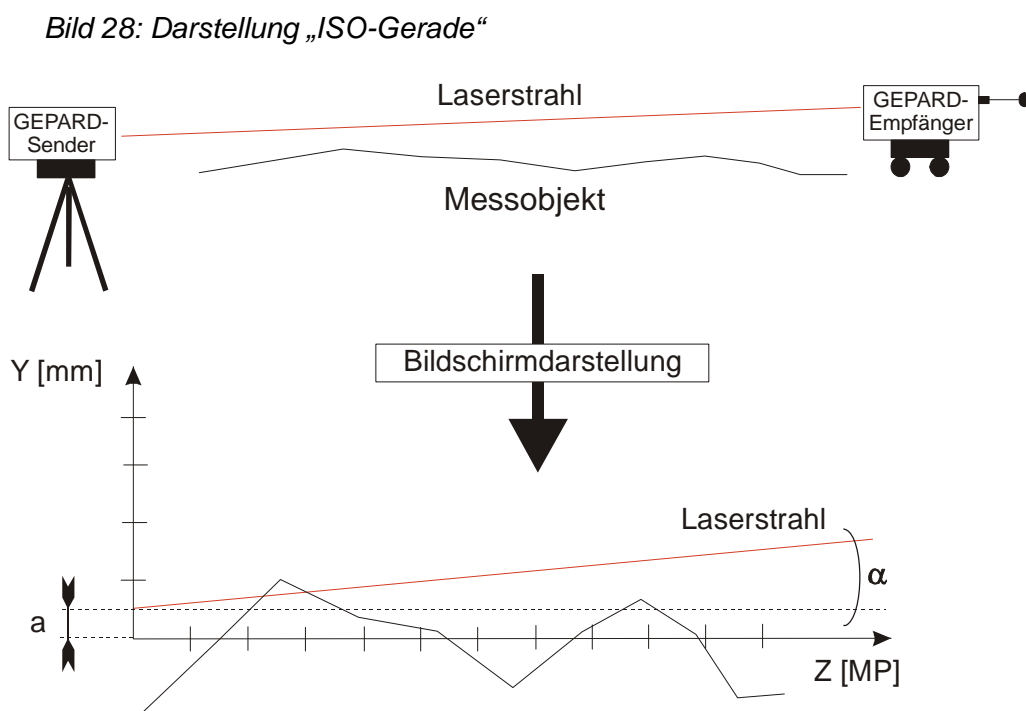 Bild 28: Darstellung „ISO-Gerade“
Laserstrahl
GEPARD-
Sender
GEPARD-
Empfänger
Messobjekt
Bildschirmdarstellung
Y [mm]
Laserstrahl
α
a
Z [MP]